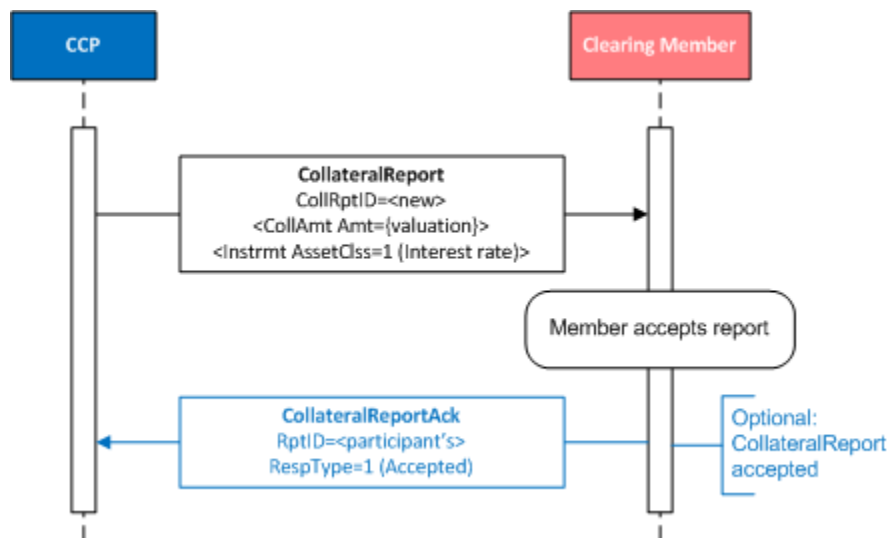 CCP
Clearing Member
CollateralReport
CollRptID=<new>
<CollAmt Amt={valuation}>
<Instrmt AssetClss=1 (Interest rate)>
Member accepts report
CollateralReportAck
RptID=<participant's>
RespType=1 (Accepted)
Optional:
CollateralReport
accepted